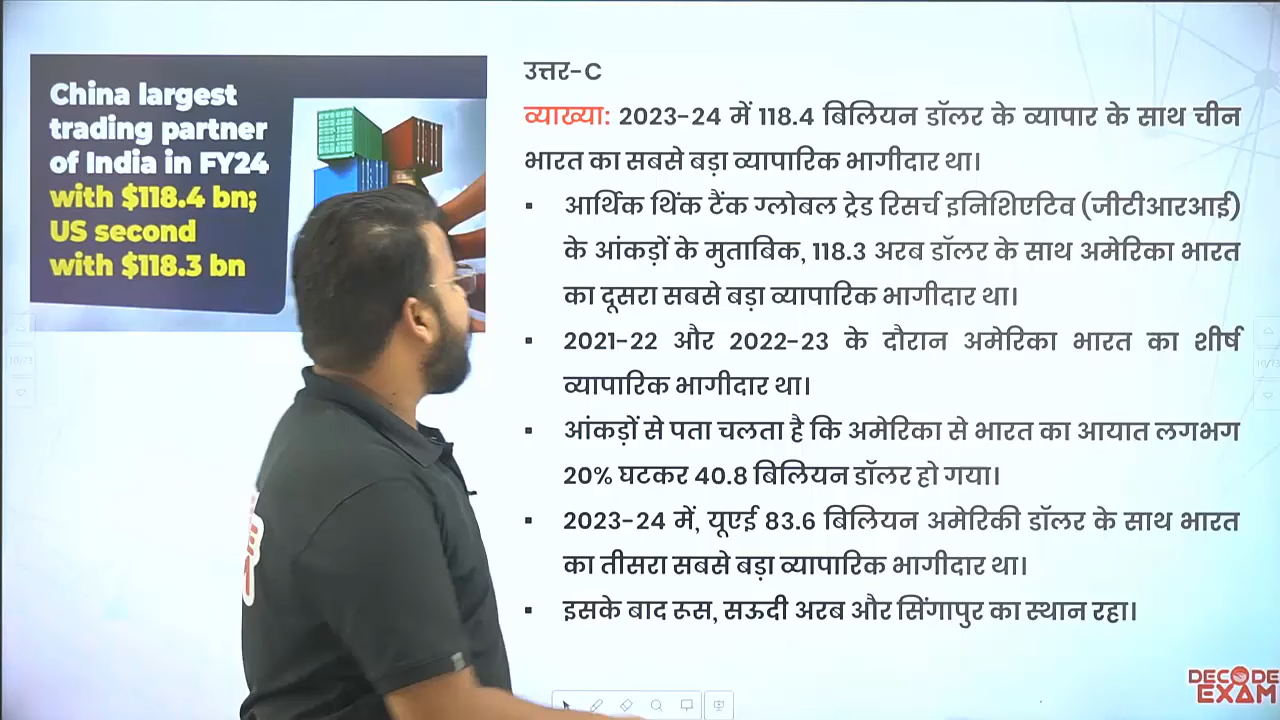 China largest
trading partner
of India in FY24
with $118.4 bn;
US second
with $118.3 bn
उत्तर-C
व्याख्या: 2023-24 में 118.4 बिलियन डॉलर के व्यापार के साथ चीन
भारत का सबसे बड़ा व्यापारिक भागीदार था।
▪ आर्थिक थिंक टैंक ग्लोबल ट्रेड रिसर्च इनिशिएटिव (जीटीआरआई)
के आंकड़ों के मुताबिक, 118.3 अरब डॉलर के साथ अमेरिका भारत
का दूसरा सबसे बड़ा व्यापारिक भागीदार था।
▪ 2021-22 और 2022-23 के दौरान अमेरिका भारत का शीर्ष
व्यापारिक भागीदार था।
▪ आंकड़ों से पता चलता है कि अमेरिका से भारत का आयात लगभग
20% घटकर 40.8 बिलियन डॉलर हो गया।
▪ 2023-24 में, यूएई 83.6 बिलियन अमेरिकी डॉलर के साथ भारत
का तीसरा सबसे बड़ा व्यापारिक भागीदार था।
▪ इसके बाद रूस, सऊदी अरब और सिंगापुर का स्थान रहा।
DECODE
EXAM